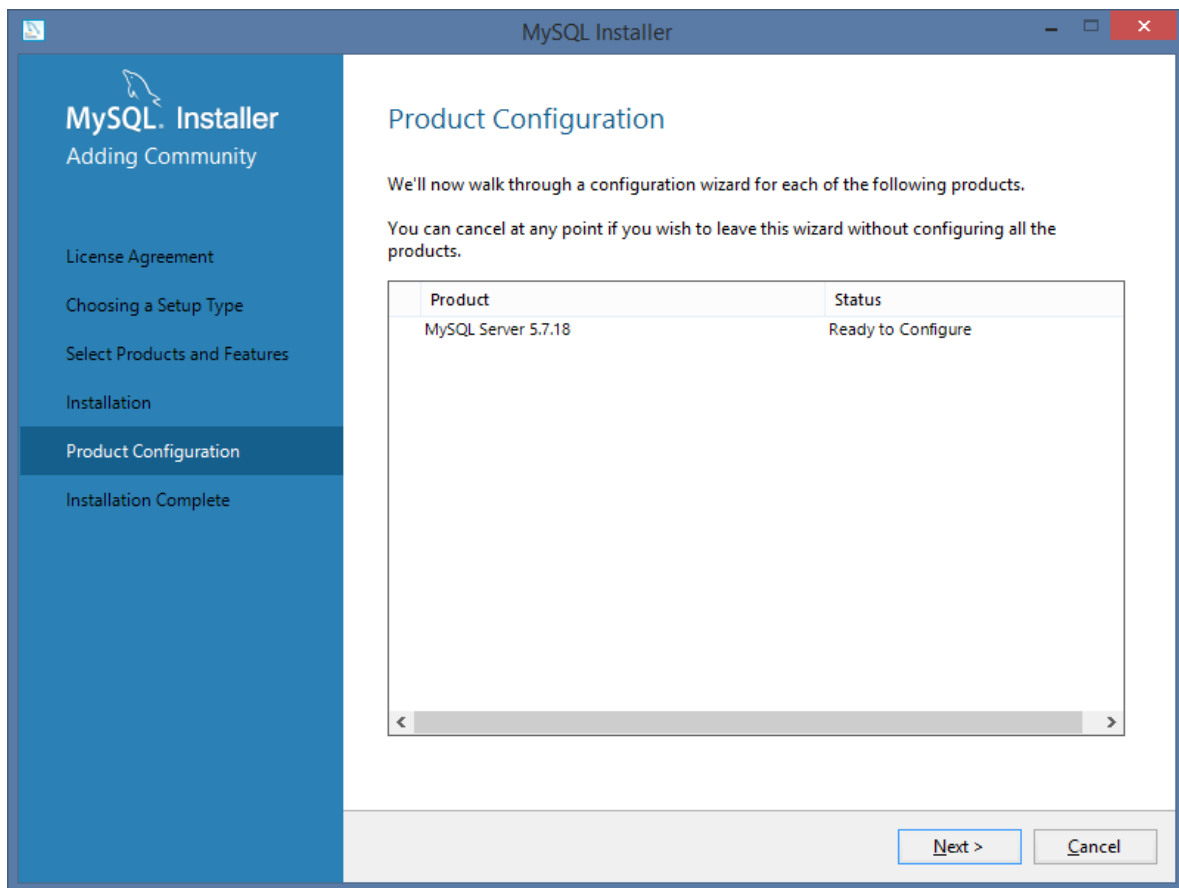 MySQL Installer
MySQL. Installer
Adding Community
License Agreement
Choosing a Setup Type
Select Products and Features
Installation
Product Configuration
Installation Complete
Product Configuration
We'll now walk through a configuration wizard for each of the following products.
You can cancel at any point if you wish to leave this wizard without configuring all the
products.
Product Status
MySQL Server 5.7.18 Ready to Configure
Next > Cancel